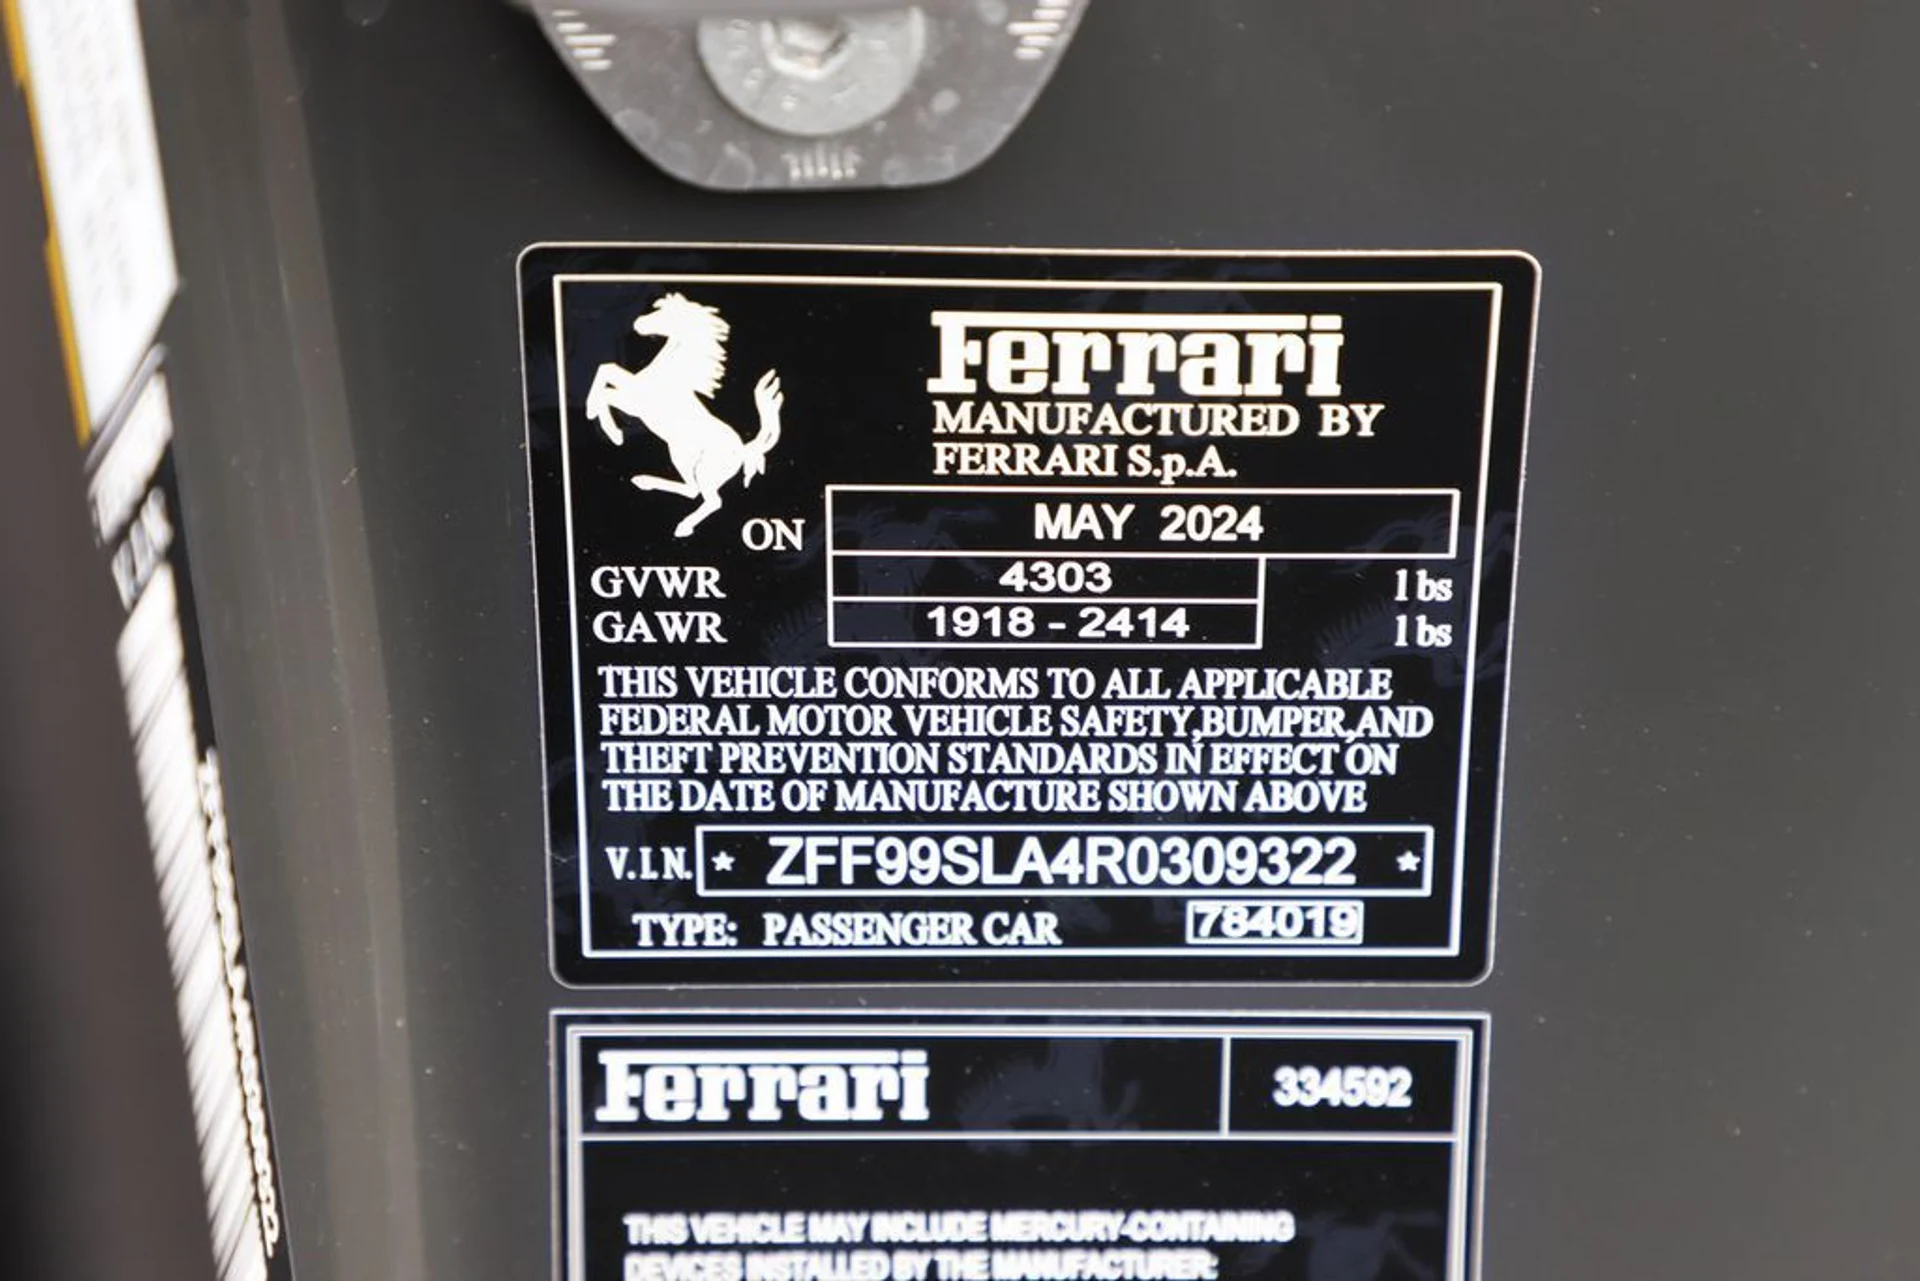 Ferrari
MANUFACTURED BY
FERRARI S.p.A.
ON MAY 2024
GVWR 4303 lbs
GAWR 1918 - 2414 lbs
THIS VEHICLE CONFORMS TO ALL APPLICABLE
FEDERAL MOTOR VEHICLE SAFETY,BUMPER,AND
THEFT PREVENTION STANDARDS IN EFFECT ON
THE DATE OF MANUFACTURE SHOWN ABOVE
V.I.N. * ZFF99SLA4R0309322 *
TYPE: PASSENGER CAR 784019
Ferrari 334592
THIS VEHICLE MAY INCLUDE MERCURY-CONTAINING
DEVICES INSTALLED BY THE MANUFACTURER: